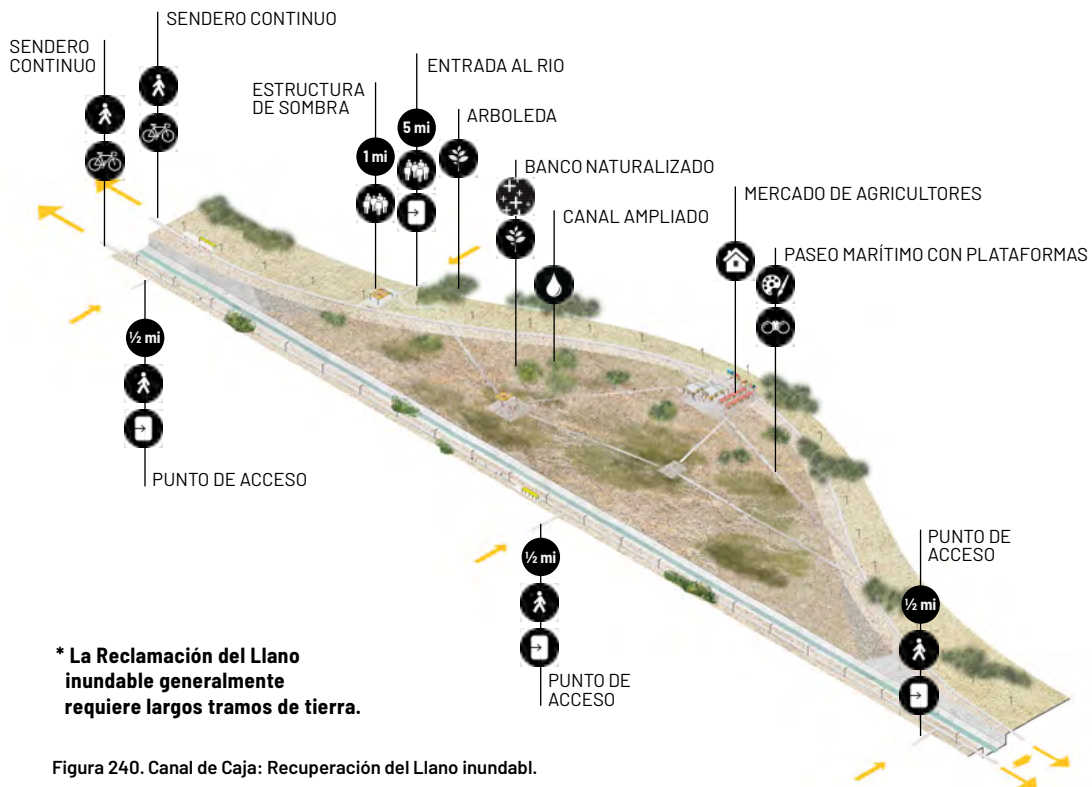 SENDERO CONTINUO
SENDERO
CONTINUO
ENTRADA AL RIO
ESTRUCTURA
DE SOMBRA
ARBOLEDA
5 mi
1 mi
BANCO NATURALIZADO
MERCADO DE AGRICULTORES
CANAL AMPLIADO
PASEO MARÍTIMO CON PLATAFORMAS
½ mi
PUNTO DE ACCESO
½ mi
PUNTO DE
ACCESO
PUNTO DE
ACCESO
½ mi
* La Reclamación del Llano
inundable generalmente
requiere largos tramos de tierra.
Figura 240. Canal de Caja: Recuperación del Llano inundabl.